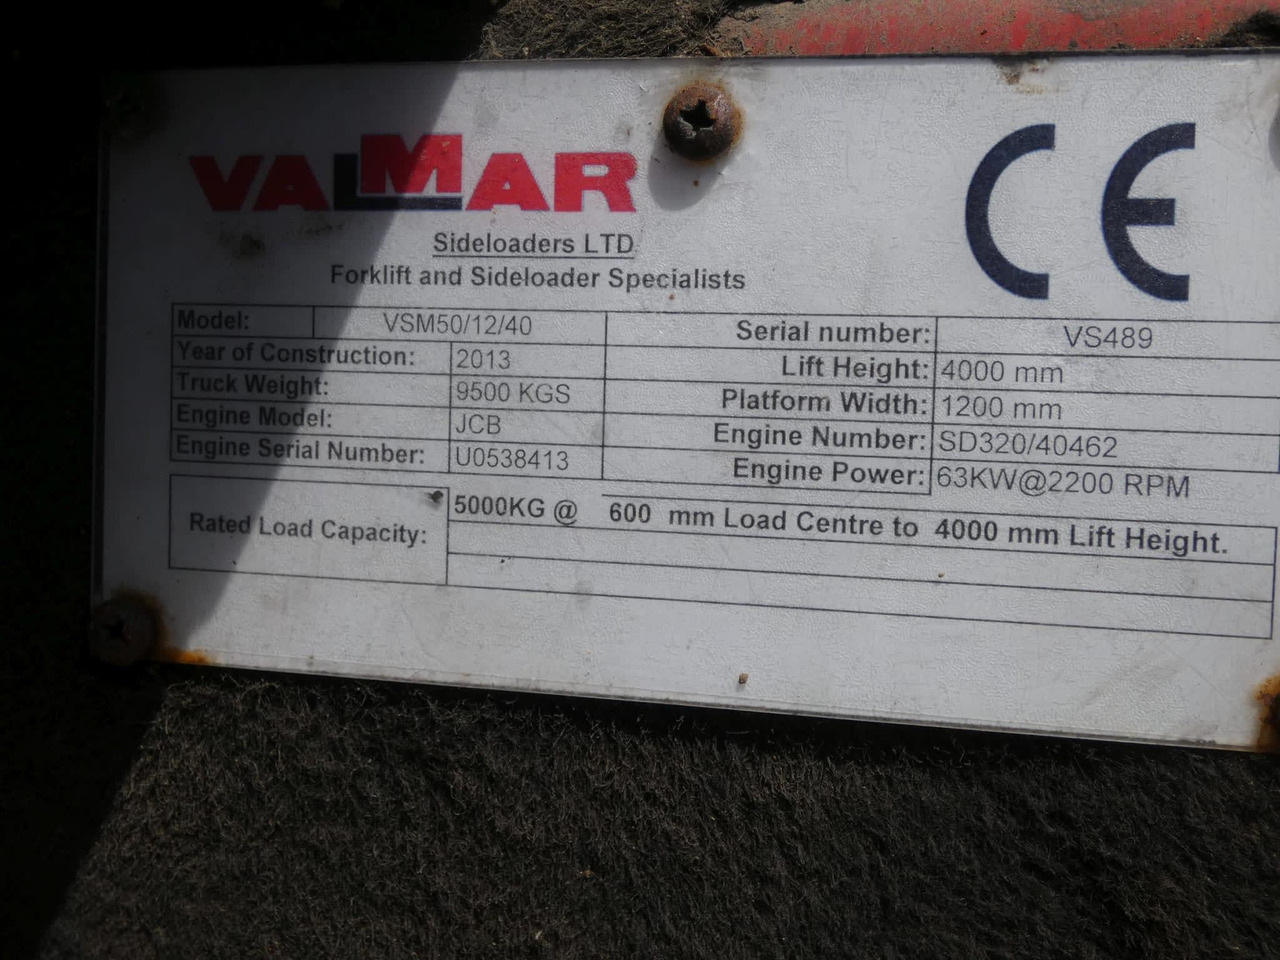 VALMAR CE
Sideloaders LTD
Forklift and Sideloader Specialists
Model: VSM50/12/40 Serial number: VS489
Year of Construction: 2013 Lift Height: 4000 mm
Truck Weight: 9500 KGS Platform Width: 1200 mm
Engine Model: JCB Engine Number: SD320/40462
Engine Serial Number: U0538413 Engine Power: 63KW@2200 RPM
Rated Load Capacity: 5000KG @ 600 mm Load Centre to 4000 mm Lift Height.